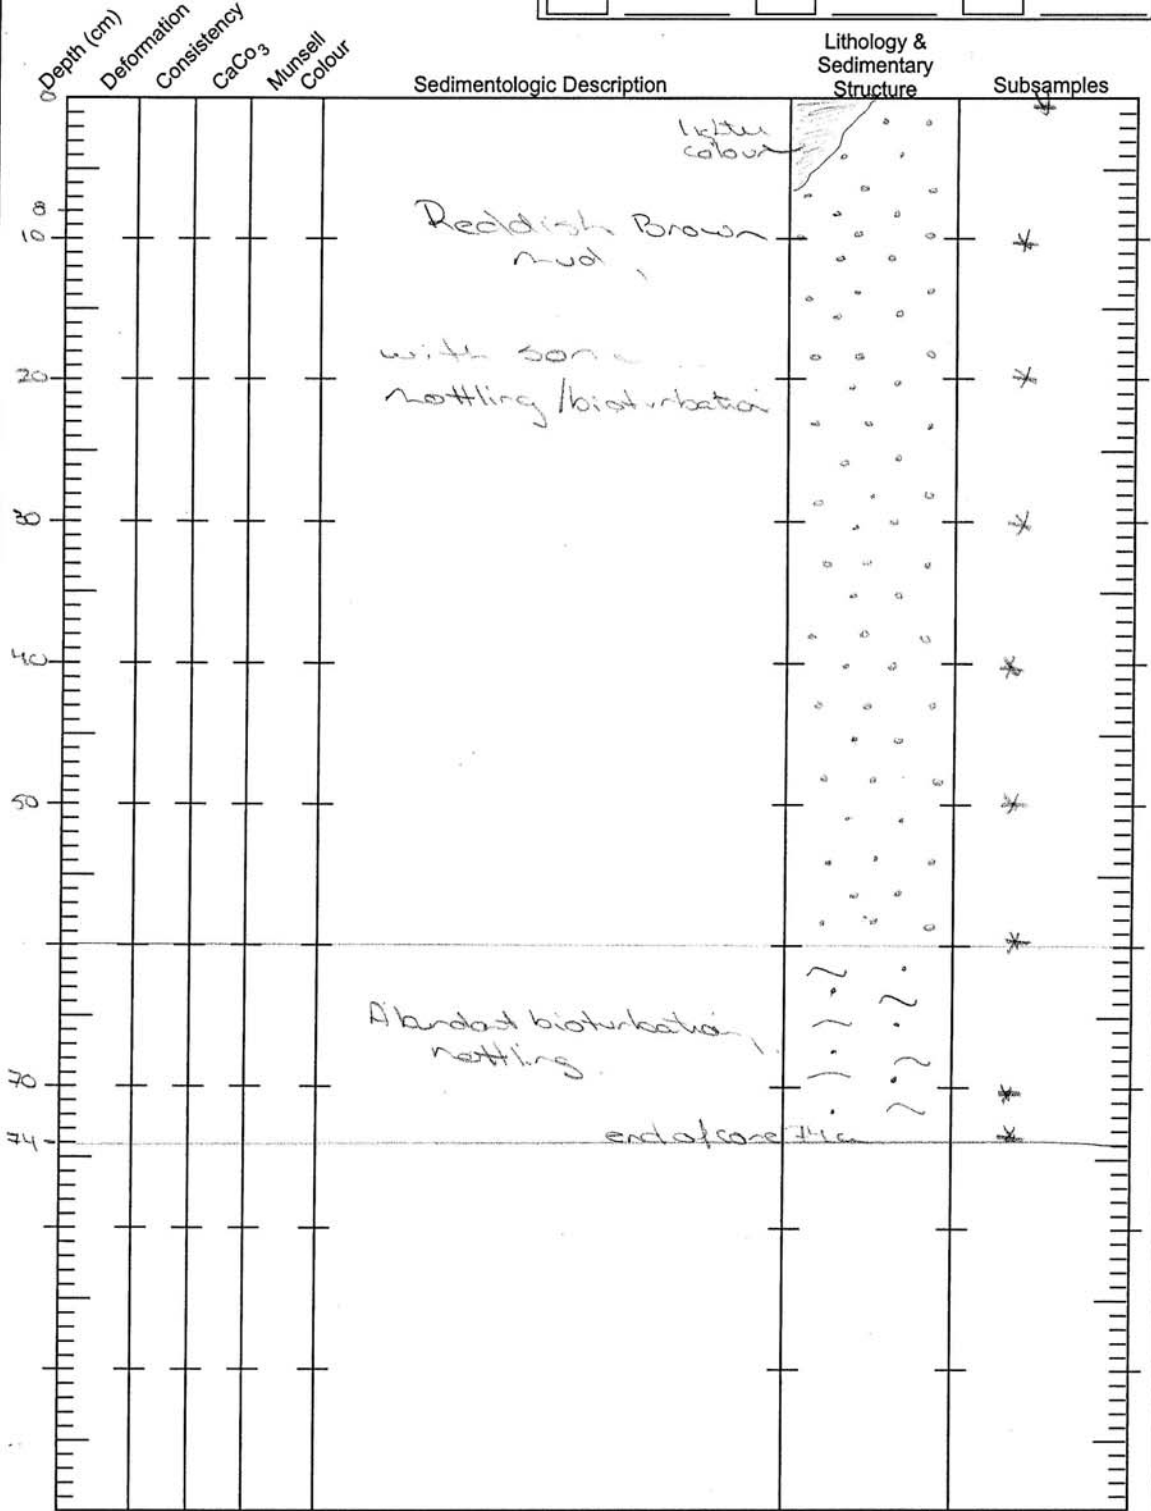 Depth (cm)
Deformation
Consistency
CaCo3
Munsell
Colour
Sedimentologic Description
Lithology &
Sedimentary
Structure
Subsamples
0
lighter
colour
8
10
Reddish Brown
mud,
with some
20
mottling/bioturbation
30
40
50
Abundant bioturbation,
mottling
70
74
end of core 74cm